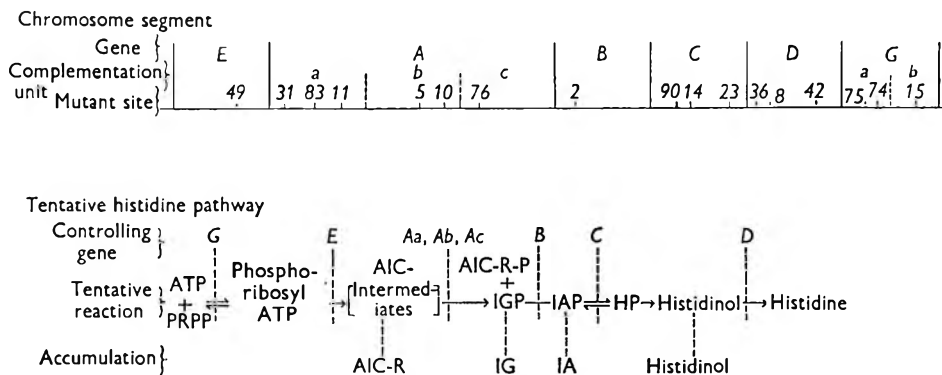 Chromosome segment
Gene E A B C D G
Complementation unit a b c a b
Mutant site 49 31 83 11 5 10 76 2 90 14 23 36 8 42 75 74 15
Tentative histidine pathway
Controlling gene G E Aa, Ab, Ac B C D
Tentative reaction ATP + PRPP ⇌ Phospho-ribosyl ATP → [AIC-Intermed-iates] → AIC-R-P + IGP IAP ⇌ HP → Histidinol → Histidine
Accumulation AIC-R IG IA Histidinol